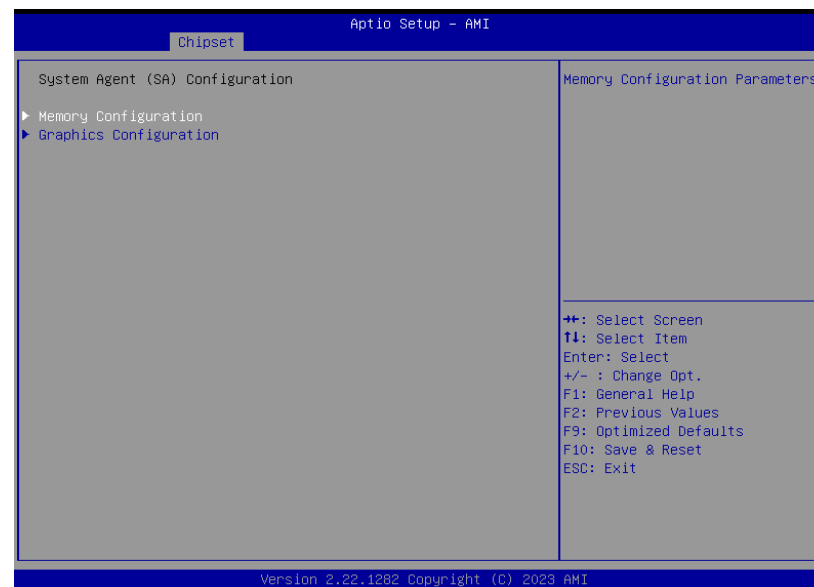 Aptio Setup – AMI
Chipset
System Agent (SA) Configuration
Memory Configuration
Graphics Configuration
Memory Configuration Parameters
→←: Select Screen
↑↓: Select Item
Enter: Select
+/- : Change Opt.
F1: General Help
F2: Previous Values
F9: Optimized Defaults
F10: Save & Reset
ESC: Exit
Version 2.22.1282 Copyright (C) 2023 AMI